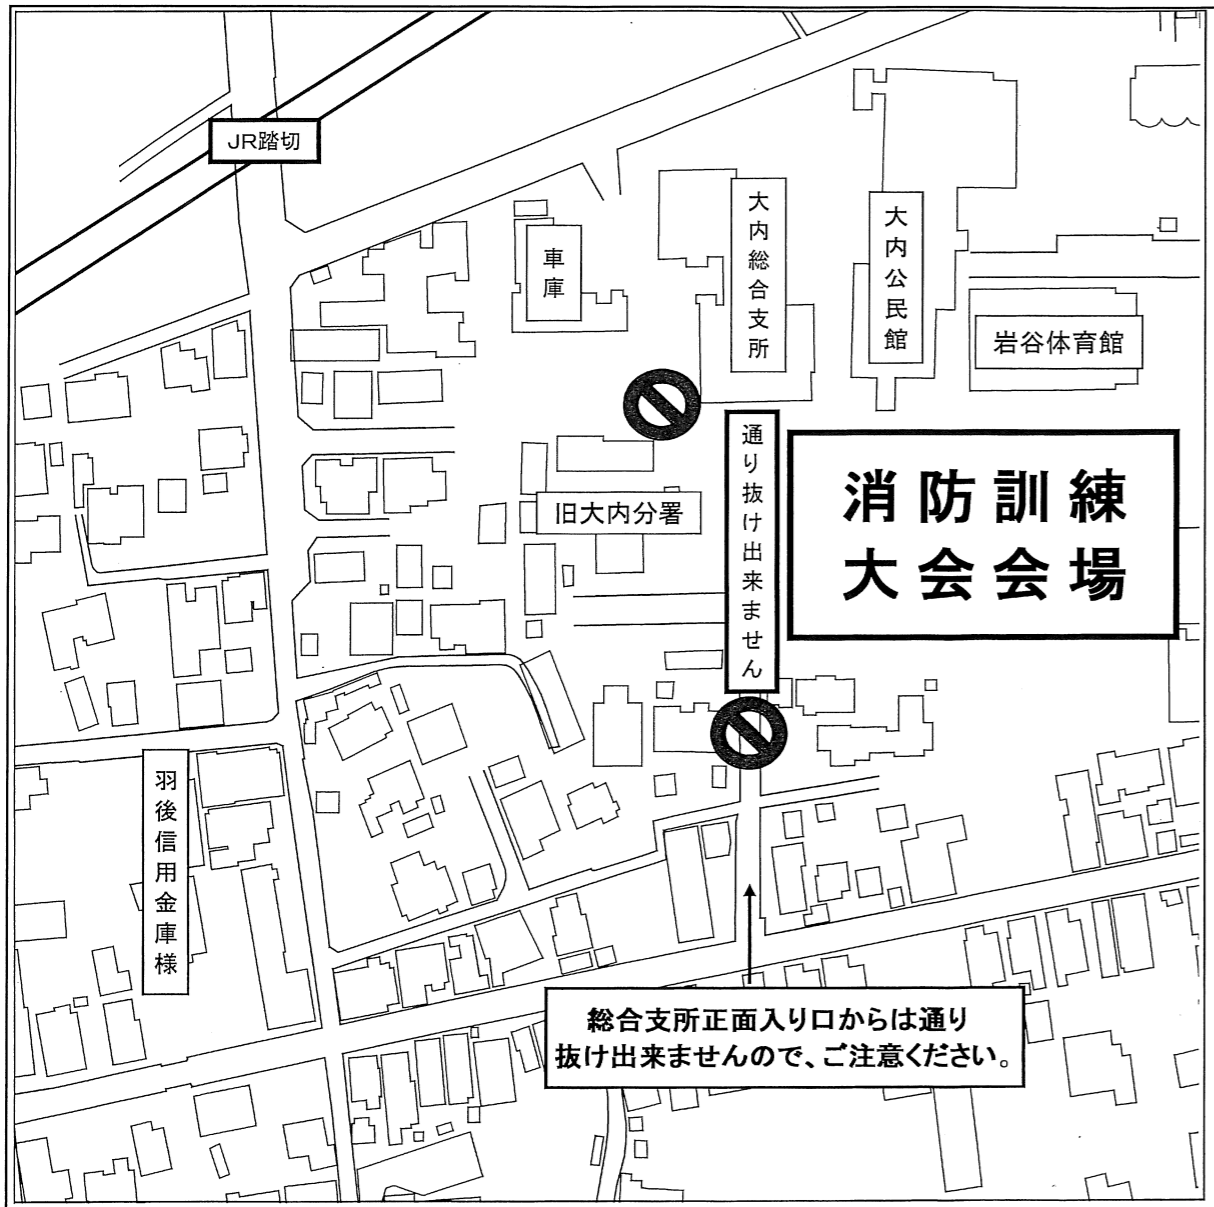 JR踏切
車庫
大内総合支所
大内公民館
岩谷体育館
通り抜け出来ません
旧大内分署
消防訓練
大会会場
羽後信用金庫様
総合支所正面入り口からは通り
抜け出来ませんので、ご注意ください。